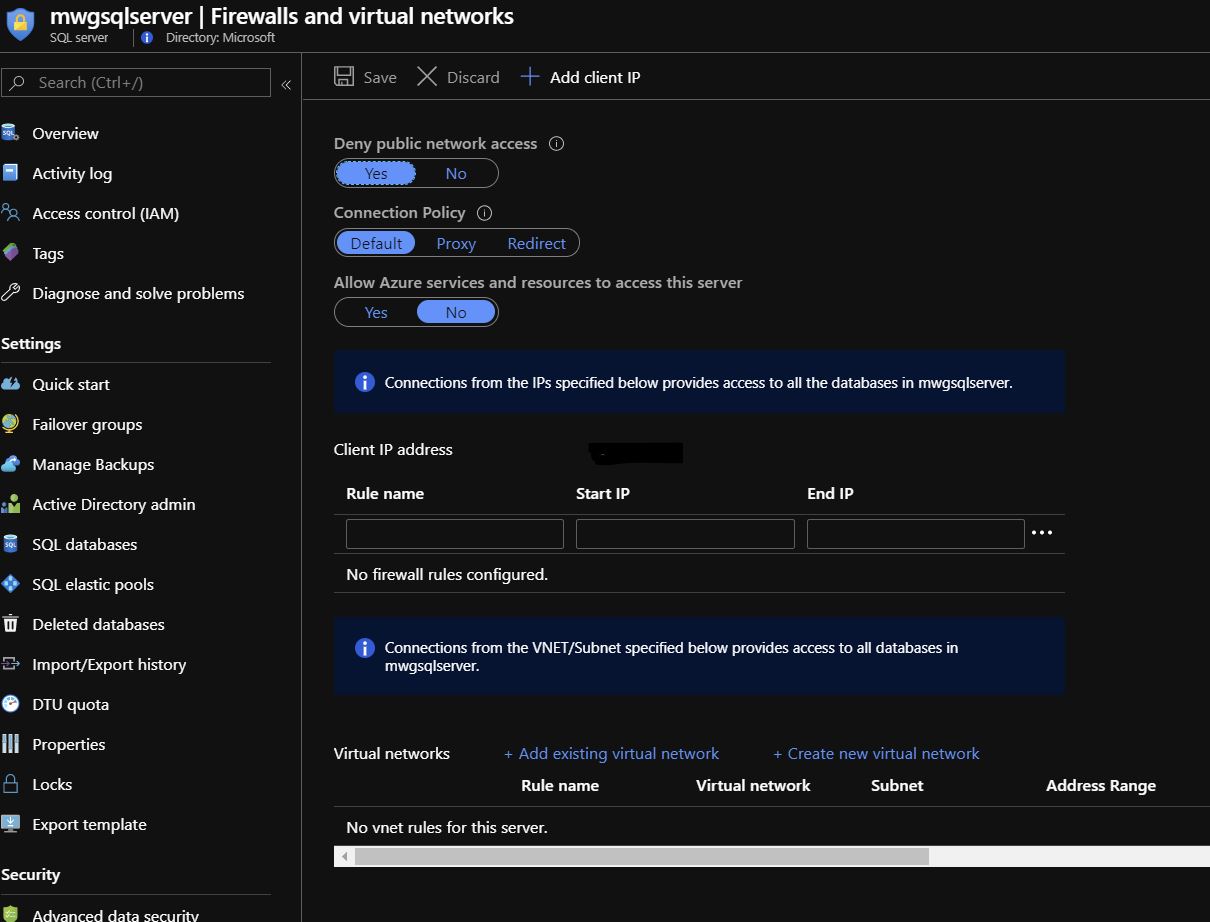 mwgsqlserver | Firewalls and virtual networks
SQL server
Directory: Microsoft
Search (Ctrl+/)
«
Overview
Activity log
Access control (IAM)
Tags
Diagnose and solve problems
Settings
Quick start
Failover groups
Manage Backups
Active Directory admin
SQL databases
SQL elastic pools
Deleted databases
Import/Export history
DTU quota
Properties
Locks
Export template
Security
Advanced data security
Save
Discard
+ Add client IP
Deny public network access
Yes No
Connection Policy
Default Proxy Redirect
Allow Azure services and resources to access this server
Yes No
Connections from the IPs specified below provides access to all the databases in mwgsqlserver.
Client IP address
Rule name Start IP End IP
No firewall rules configured.
Connections from the VNET/Subnet specified below provides access to all databases in
mwgsqlserver.
Virtual networks + Add existing virtual network + Create new virtual network
Rule name Virtual network Subnet Address Range
No vnet rules for this server.